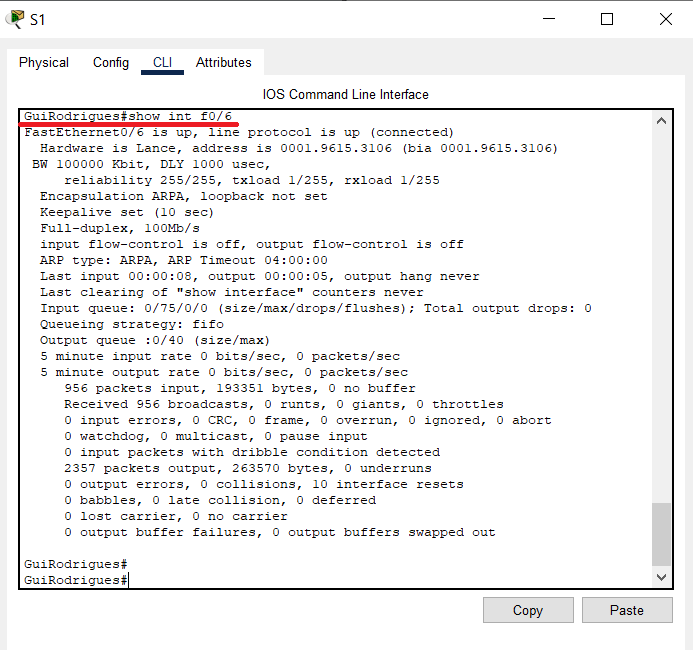 S1
Physical Config CLI Attributes
IOS Command Line Interface
GuiRodrigues#show int f0/6
FastEthernet0/6 is up, line protocol is up (connected)
Hardware is Lance, address is 0001.9615.3106 (bia 0001.9615.3106)
BW 100000 Kbit, DLY 1000 usec,
reliability 255/255, txload 1/255, rxload 1/255
Encapsulation ARPA, loopback not set
Keepalive set (10 sec)
Full-duplex, 100Mb/s
input flow-control is off, output flow-control is off
ARP type: ARPA, ARP Timeout 04:00:00
Last input 00:00:08, output 00:00:05, output hang never
Last clearing of "show interface" counters never
Input queue: 0/75/0/0 (size/max/drops/flushes); Total output drops: 0
Queueing strategy: fifo
Output queue :0/40 (size/max)
5 minute input rate 0 bits/sec, 0 packets/sec
5 minute output rate 0 bits/sec, 0 packets/sec
956 packets input, 193351 bytes, 0 no buffer
Received 956 broadcasts, 0 runts, 0 giants, 0 throttles
0 input errors, 0 CRC, 0 frame, 0 overrun, 0 ignored, 0 abort
0 watchdog, 0 multicast, 0 pause input
0 input packets with dribble condition detected
2357 packets output, 263570 bytes, 0 underruns
0 output errors, 0 collisions, 10 interface resets
0 babbles, 0 late collision, 0 deferred
0 lost carrier, 0 no carrier
0 output buffer failures, 0 output buffers swapped out
GuiRodrigues#
GuiRodrigues#
Copy Paste